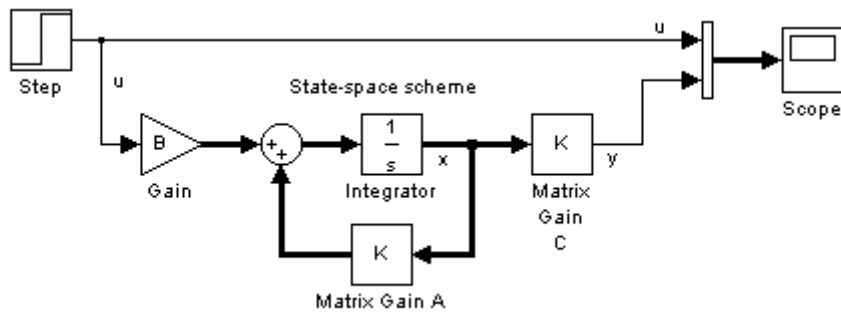 u
Step
u
Scope
State-space scheme
B
+
+
1
s
K
x
y
Gain
Integrator
Matrix
Gain
C
K
Matrix Gain A